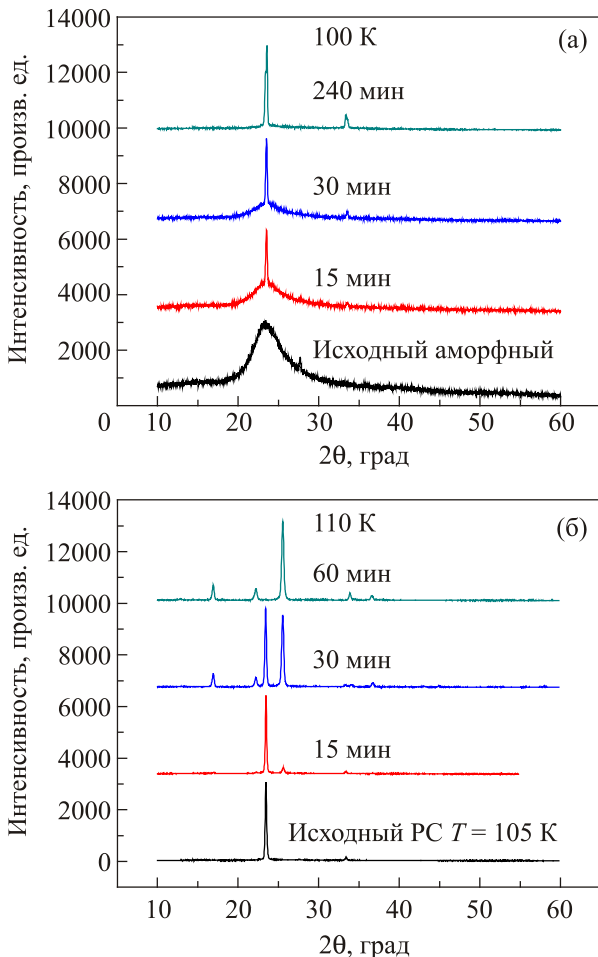 14000
100 К
(а)
12000
240 мин
10000
30 мин
8000
6000
15 мин
4000
Исходный аморфный
2000
0
10 20 30 40 50 60
2θ, град
Интенсивность, произв. ед.
14000
110 К
(б)
12000
60 мин
10000
30 мин
8000
6000
15 мин
4000
2000
Исходный РС T = 105 К
0
10 20 30 40 50 60
2θ, град
Интенсивность, произв. ед.